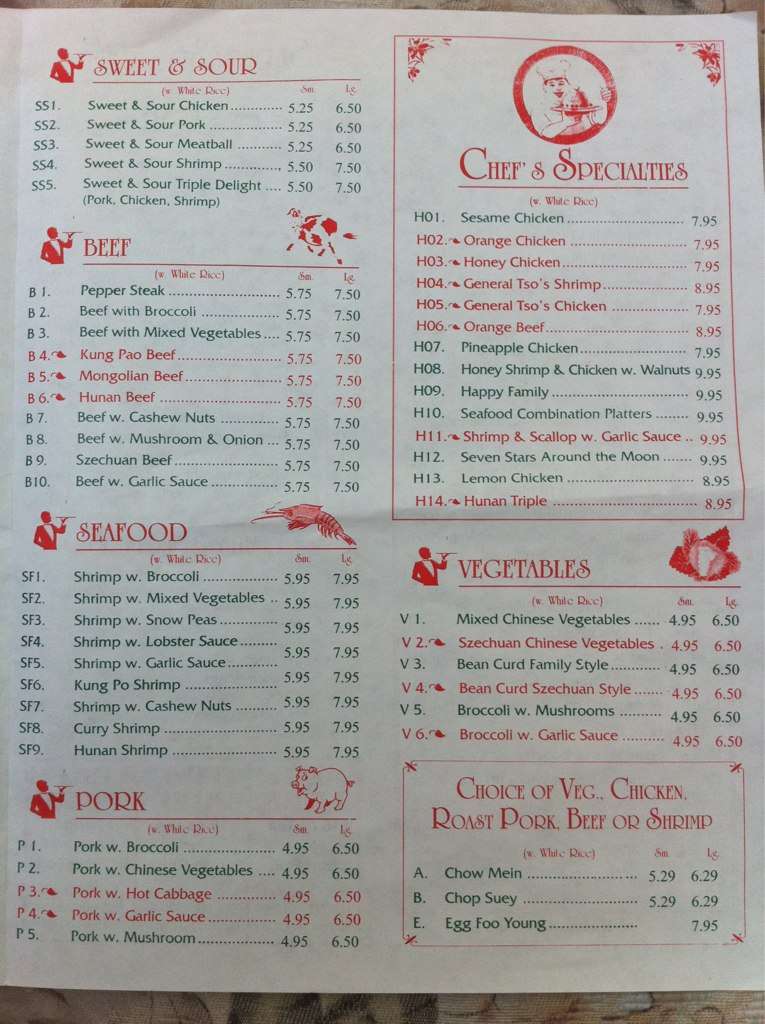 SWEET & SOUR
(w. White Rice) Sm. Lg.
SS1. Sweet & Sour Chicken ............. 5.25 6.50
SS2. Sweet & Sour Pork ................... 5.25 6.50
SS3. Sweet & Sour Meatball ............ 5.25 6.50
SS4. Sweet & Sour Shrimp .............. 5.50 7.50
SS5. Sweet & Sour Triple Delight .... 5.50 7.50
(Pork, Chicken, Shrimp)
BEEF
(w. White Rice) Sm. Lg.
B 1. Pepper Steak ............................ 5.75 7.50
B 2. Beef with Broccoli .................... 5.75 7.50
B 3. Beef with Mixed Vegetables .... 5.75 7.50
B 4. Kung Pao Beef.......................... 5.75 7.50
B 5. Mongolian Beef........................ 5.75 7.50
B 6. Hunan Beef .............................. 5.75 7.50
B 7. Beef w. Cashew Nuts ............... 5.75 7.50
B 8. Beef w. Mushroom & Onion ... 5.75 7.50
B 9. Szechuan Beef.......................... 5.75 7.50
B10. Beef w. Garlic Sauce ................. 5.75 7.50
SEAFOOD
(w. White Rice) Sm. Lg.
SF1. Shrimp w. Broccoli .................. 5.95 7.95
SF2. Shrimp w. Mixed Vegetables .. 5.95 7.95
SF3. Shrimp w. Snow Peas .............. 5.95 7.95
SF4. Shrimp w. Lobster Sauce......... 5.95 7.95
SF5. Shrimp w. Garlic Sauce............ 5.95 7.95
SF6. Kung Po Shrimp ...................... 5.95 7.95
SF7. Shrimp w. Cashew Nuts .......... 5.95 7.95
SF8. Curry Shrimp ........................... 5.95 7.95
SF9. Hunan Shrimp ......................... 5.95 7.95
PORK
(w. White Rice) Sm. Lg.
P 1. Pork w. Broccoli ....................... 4.95 6.50
P 2. Pork w. Chinese Vegetables .... 4.95 6.50
P 3. Pork w. Hot Cabbage .............. 4.95 6.50
P 4. Pork w. Garlic Sauce................ 4.95 6.50
P 5. Pork w. Mushroom................... 4.95 6.50
CHEF'S SPECIALTIES
(w. White Rice)
H01. Sesame Chicken ............................... 7.95
H02. Orange Chicken ............................... 7.95
H03. Honey Chicken ................................. 7.95
H04. General Tso's Shrimp........................ 8.95
H05. General Tso's Chicken ..................... 7.95
H06. Orange Beef ..................................... 8.95
H07. Pineapple Chicken............................ 7.95
H08. Honey Shrimp & Chicken w. Walnuts 9.95
H09. Happy Family ................................... 9.95
H10. Seafood Combination Platters ........ 9.95
H11. Shrimp & Scallop w. Garlic Sauce .. 9.95
H12. Seven Stars Around the Moon ....... 9.95
H13. Lemon Chicken ................................ 8.95
H14. Hunan Triple .................................... 8.95
VEGETABLES
(w. White Rice) Sm. Lg.
V 1. Mixed Chinese Vegetables ...... 4.95 6.50
V 2. Szechuan Chinese Vegetables . 4.95 6.50
V 3. Bean Curd Family Style............ 4.95 6.50
V 4. Bean Curd Szechuan Style ....... 4.95 6.50
V 5. Broccoli w. Mushrooms .......... 4.95 6.50
V 6. Broccoli w. Garlic Sauce .......... 4.95 6.50
CHOICE OF VEG., CHICKEN,
ROAST PORK, BEEF OR SHRIMP
(w. White Rice) Sm. Lg.
A. Chow Mein ............................ 5.29 6.29
B. Chop Suey ............................. 5.29 6.29
E. Egg Foo Young...................... 7.95